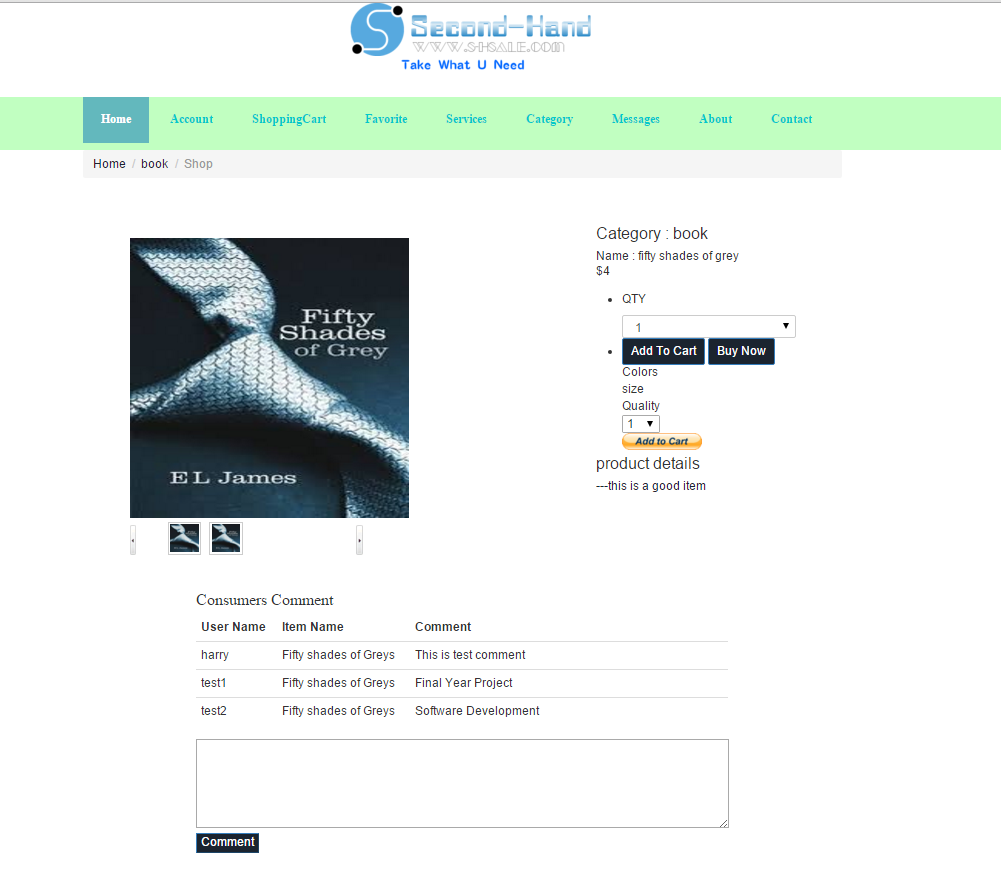 Second-Hand
WWW.SHSALE.COM
Take What U Need
Home Account ShoppingCart Favorite Services Category Messages About Contact
Home / book / Shop
Fifty
Shades
of Grey
E L James
Category : book
Name : fifty shades of grey
$4
QTY
1
Add To Cart Buy Now
Colors
size
Quality
1
Add to Cart
product details
---this is a good item
Consumers Comment
User Name Item Name Comment
harry Fifty shades of Greys This is test comment
test1 Fifty shades of Greys Final Year Project
test2 Fifty shades of Greys Software Development
Comment